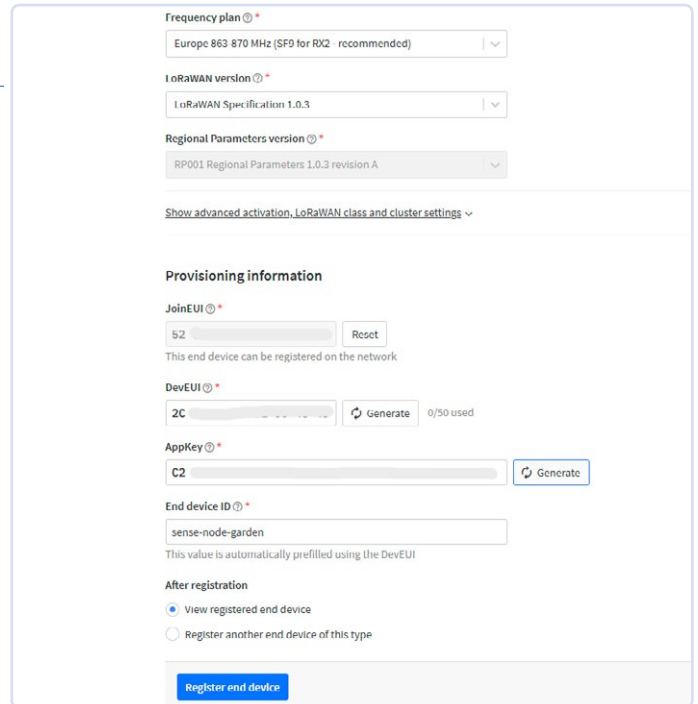 Frequency plan ? *
Europe 863-870 MHz (SF9 for RX2 - recommended)
LoRaWAN version ? *
LoRaWAN Specification 1.0.3
Regional Parameters version ? *
RP001 Regional Parameters 1.0.3 revision A
Show advanced activation, LoRaWAN class and cluster settings
Provisioning information
JoinEUI ? *
52 Reset
This end device can be registered on the network
DevEUI ? *
2C Generate 0/50 used
AppKey ? *
C2 Generate
End device ID ? *
sense-node-garden
This value is automatically prefilled using the DevEUI
After registration
View registered end device
Register another end device of this type
Register end device